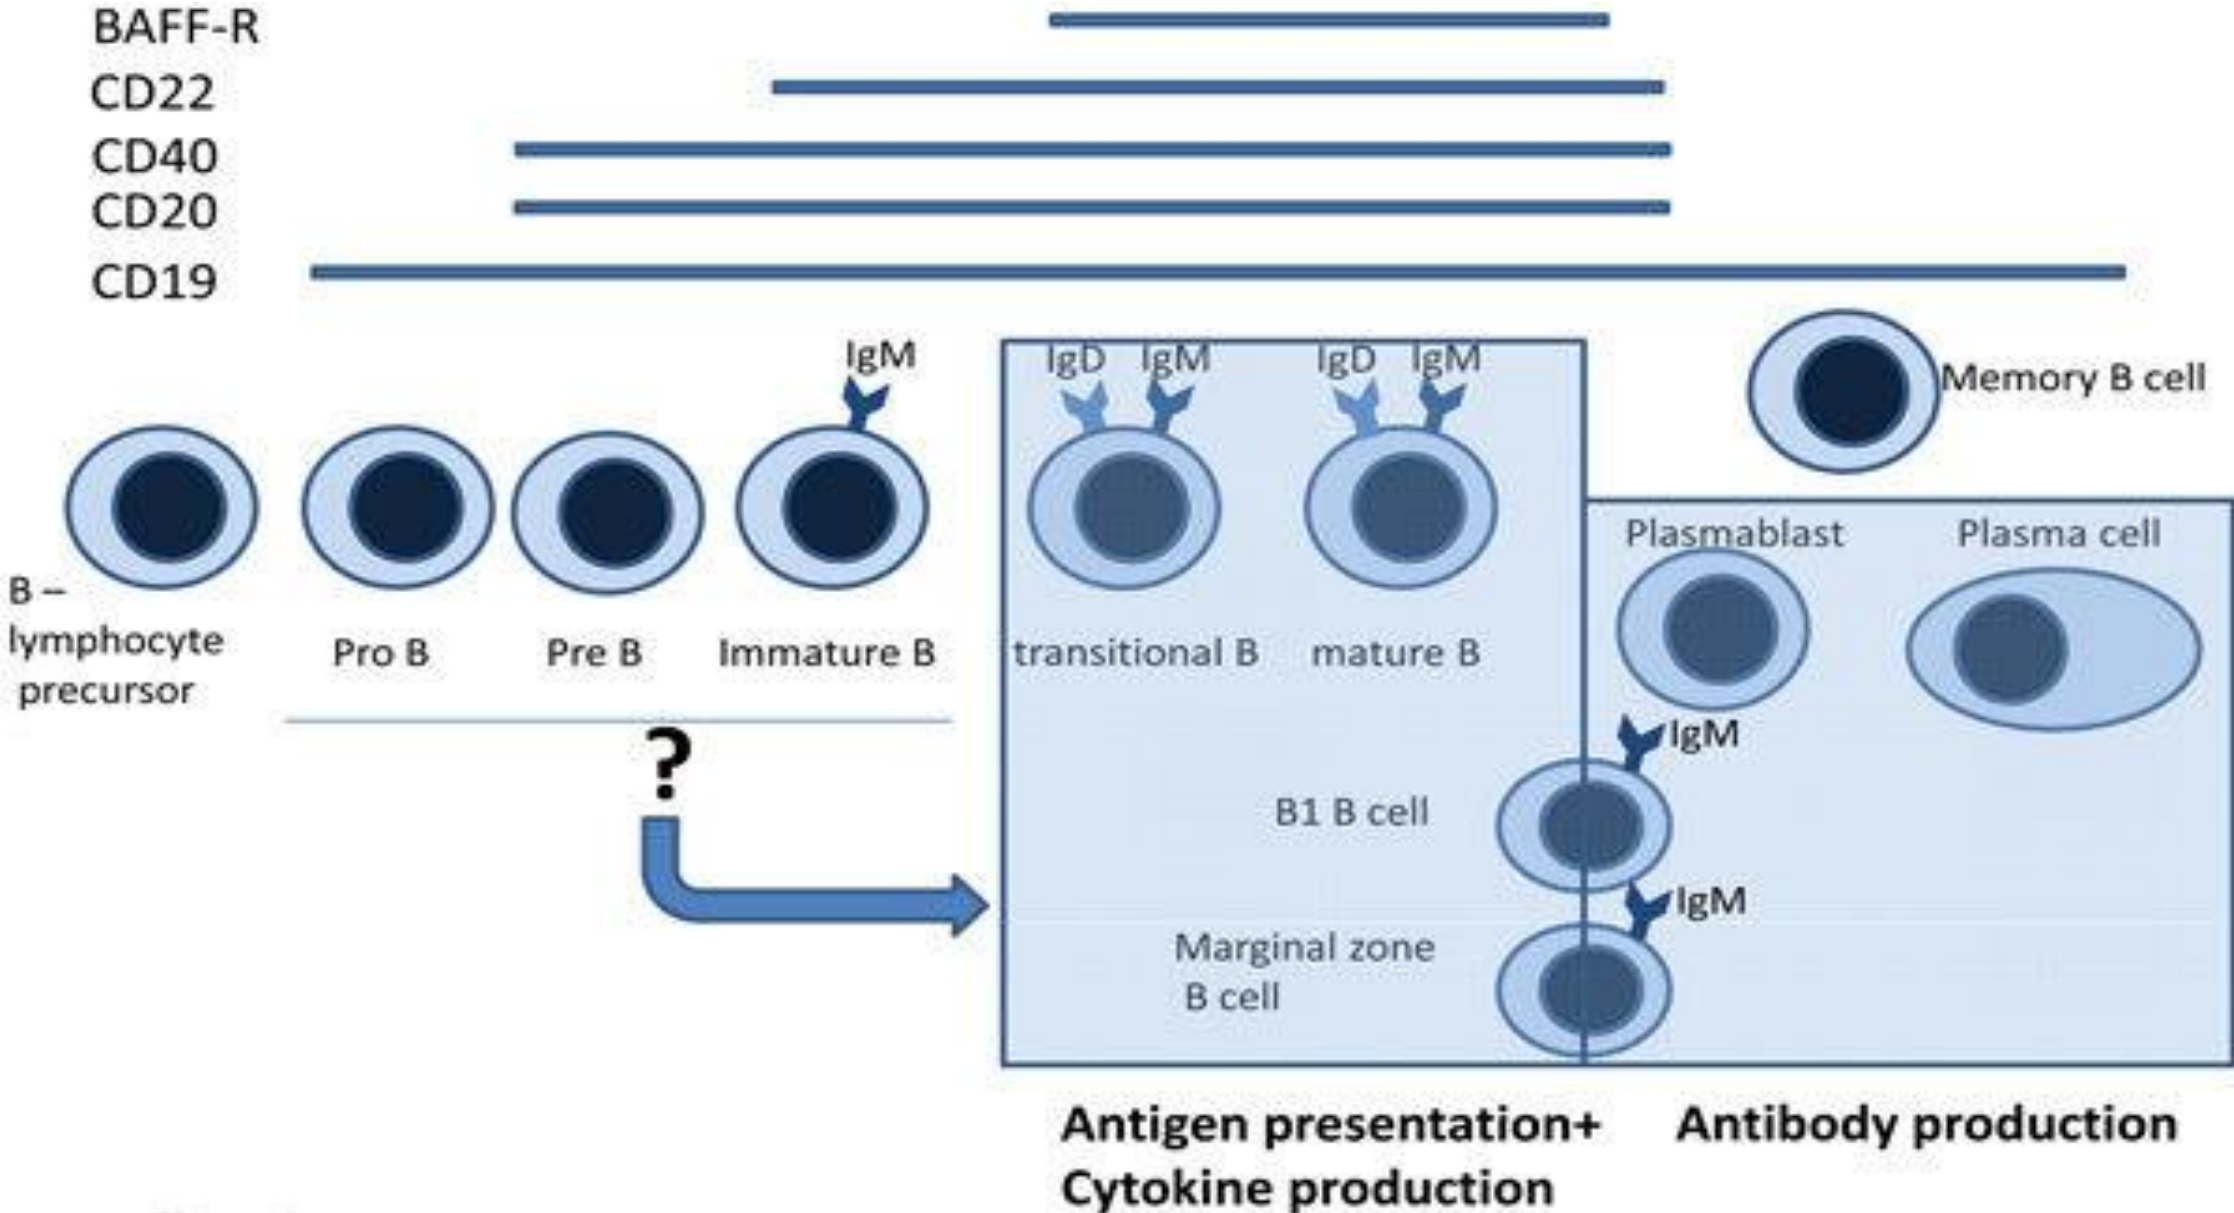 BAFF-R
CD22
CD40
CD20
CD19
IgM
IgD IgM
IgD IgM
Memory B cell
Plasmablast
Plasma cell
B –
lymphocyte
precursor
Pro B
Pre B
Immature B
transitional B
mature B
?
IgM
B1 B cell
IgM
Marginal zone
B cell
Antigen presentation+
Cytokine production
Antibody production